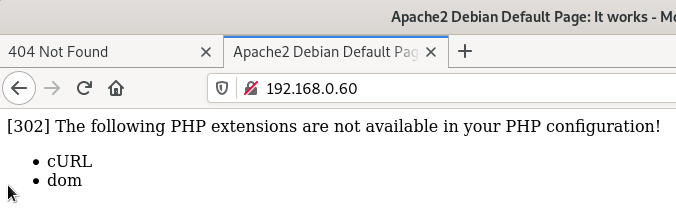 Apache2 Debian Default Page: It works - Mo
404 Not Found
Apache2 Debian Default Pag
192.168.0.60
[302] The following PHP extensions are not available in your PHP configuration!
• cURL
• dom